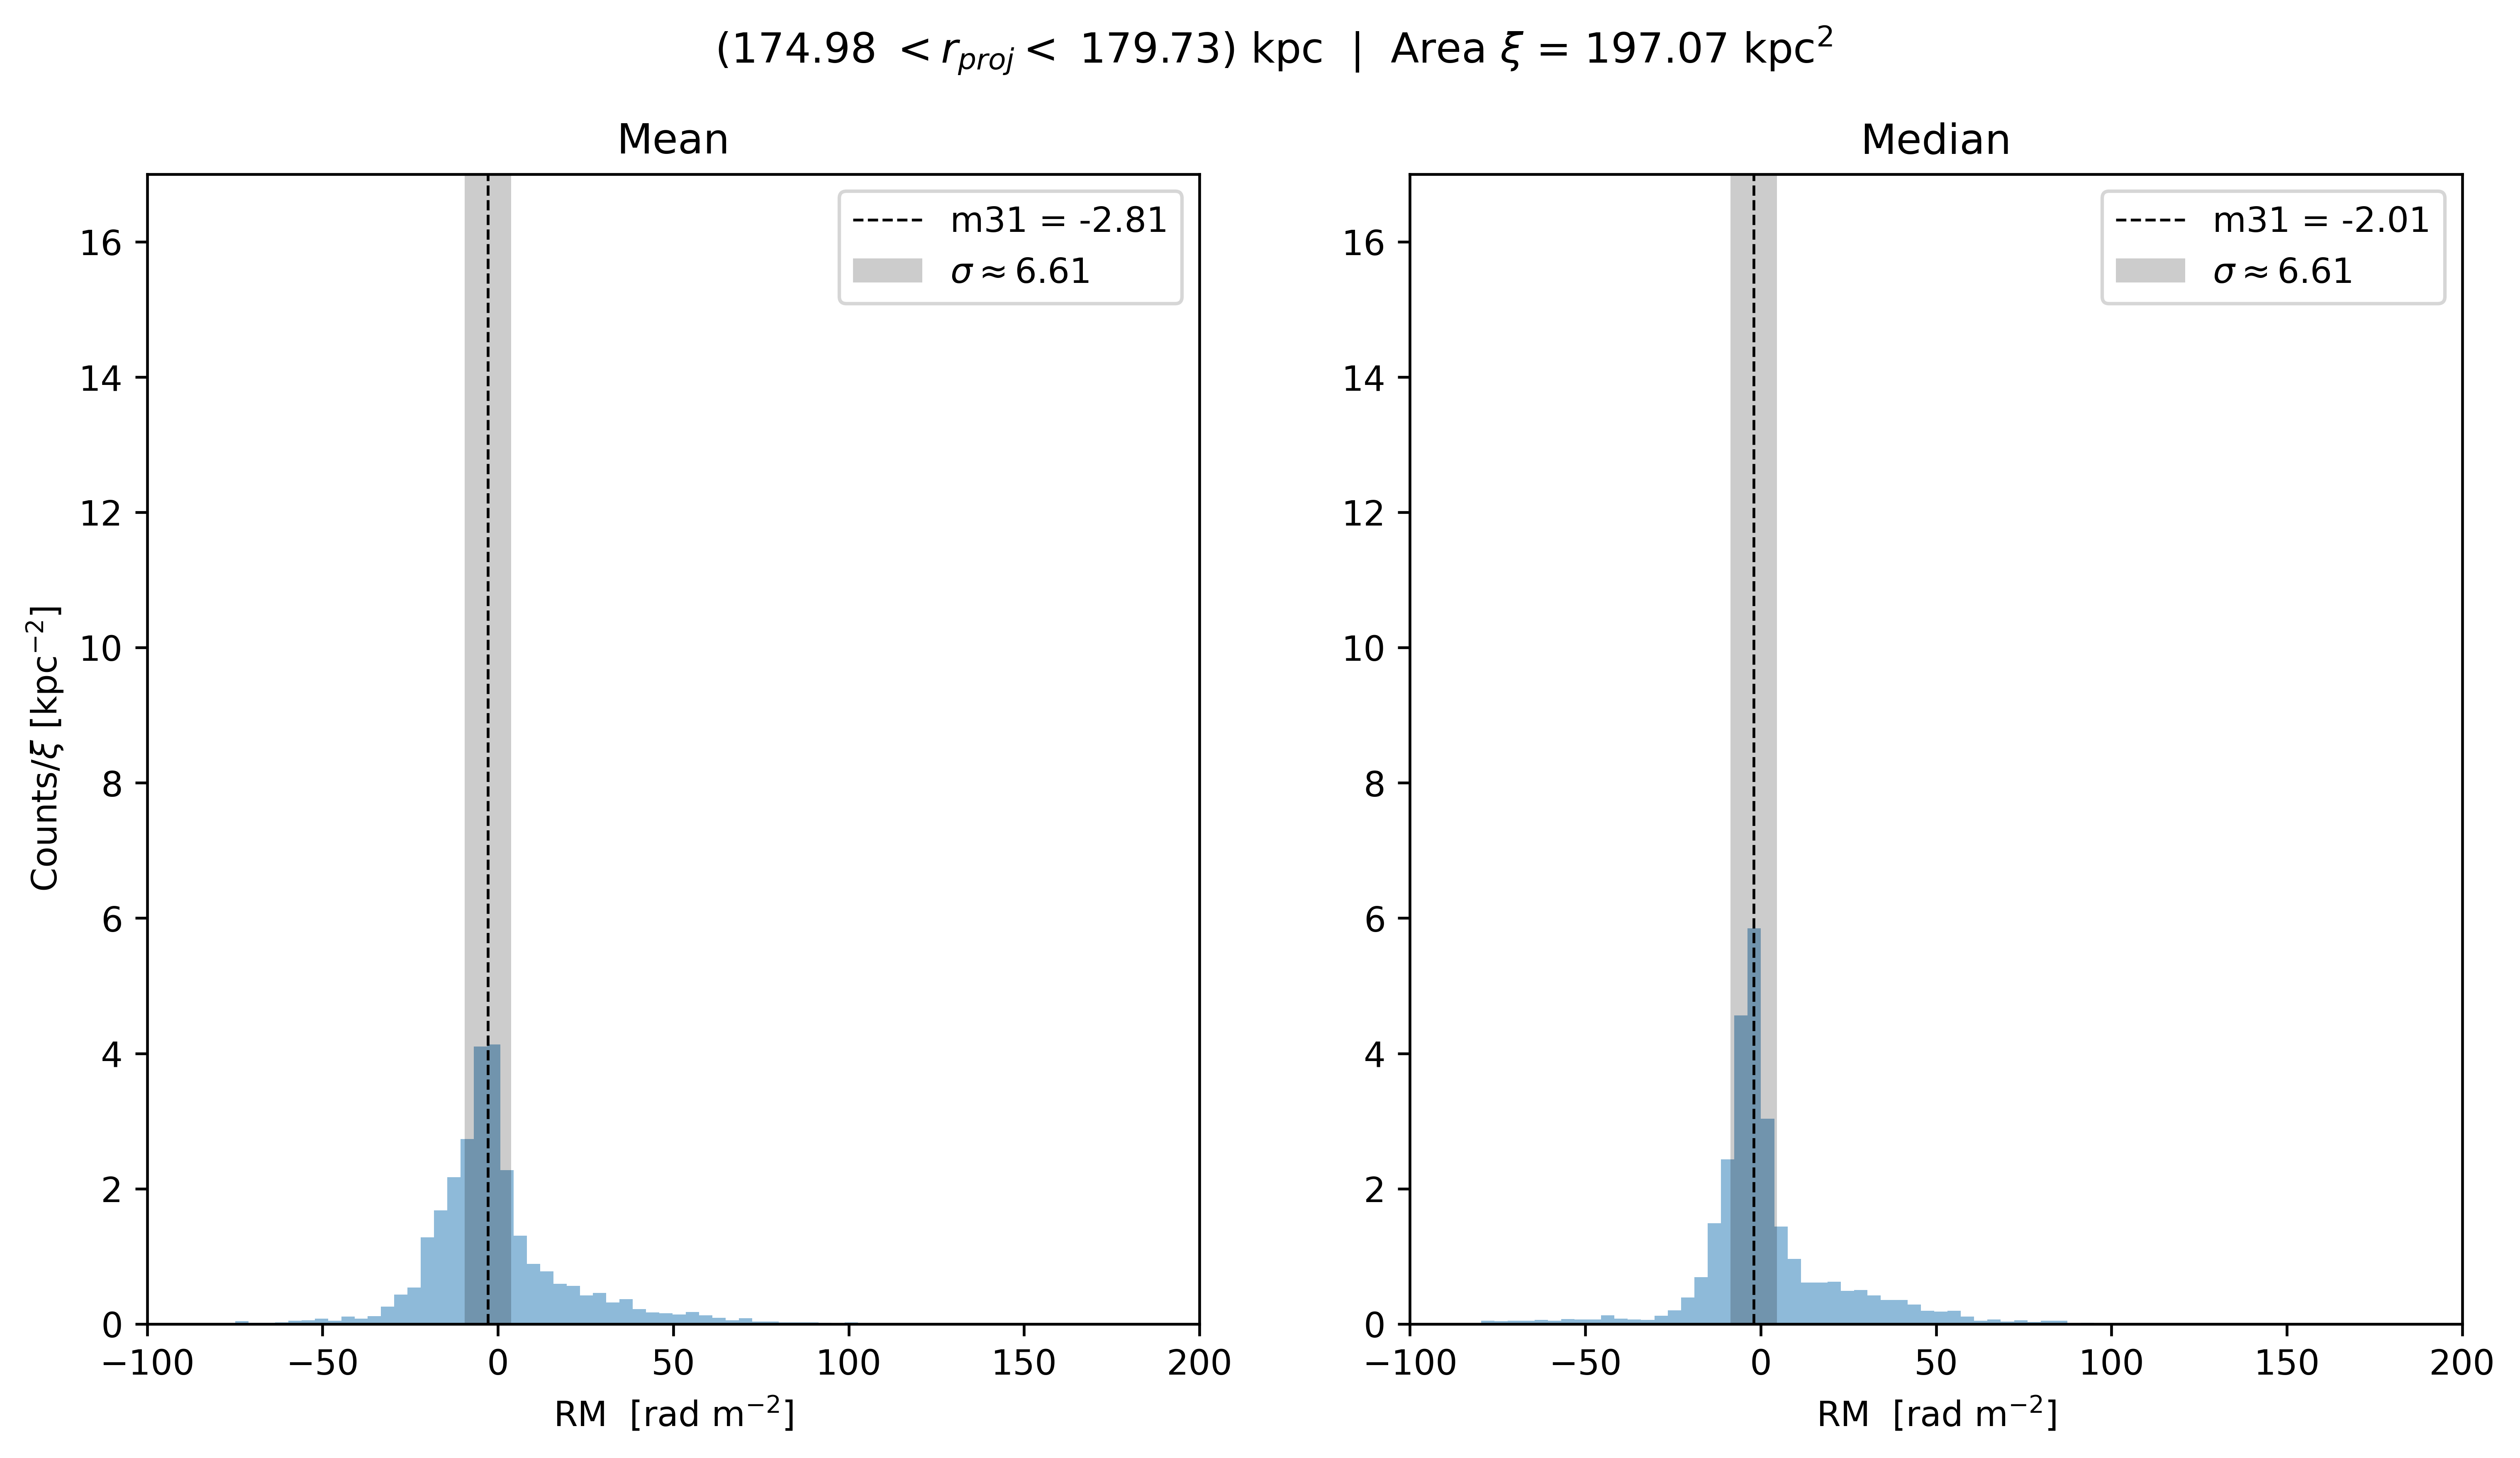 (174.98 < r_proj < 179.73) kpc | Area ξ = 197.07 kpc²
Mean
m31 = -2.81
σ ≈ 6.61
16
14
12
10
8
6
4
2
0
Counts/ξ [kpc⁻²]
−100 −50 0 50 100 150 200
RM [rad m⁻²]
Median
m31 = -2.01
σ ≈ 6.61
16
14
12
10
8
6
4
2
0
−100 −50 0 50 100 150 200
RM [rad m⁻²]